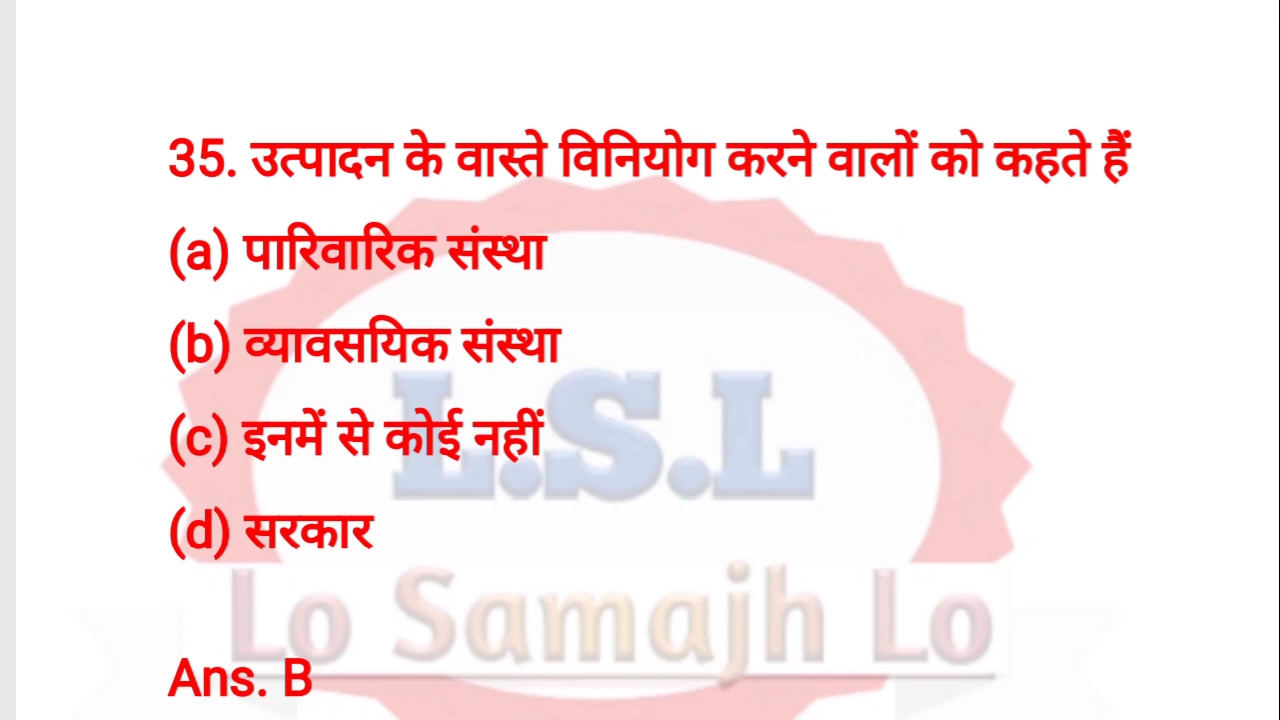 35. उत्पादन के वास्ते विनियोग करने वालों को कहते हैं
(a) पारिवारिक संस्था
(b) व्यावसयिक संस्था
(c) इनमें से कोई नहीं
(d) सरकार
L.S.L
Lo Samajh Lo
Ans. B